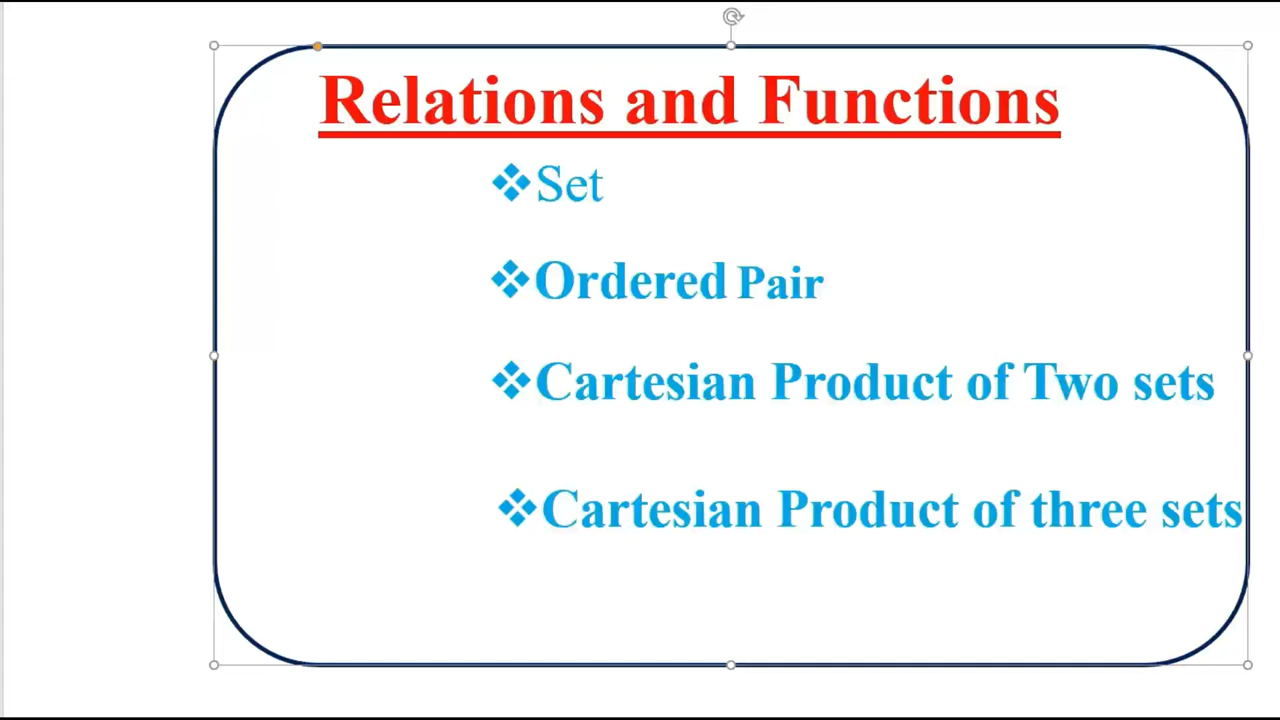 Relations and Functions
❖Set
❖Ordered Pair
❖Cartesian Product of Two sets
❖Cartesian Product of three sets